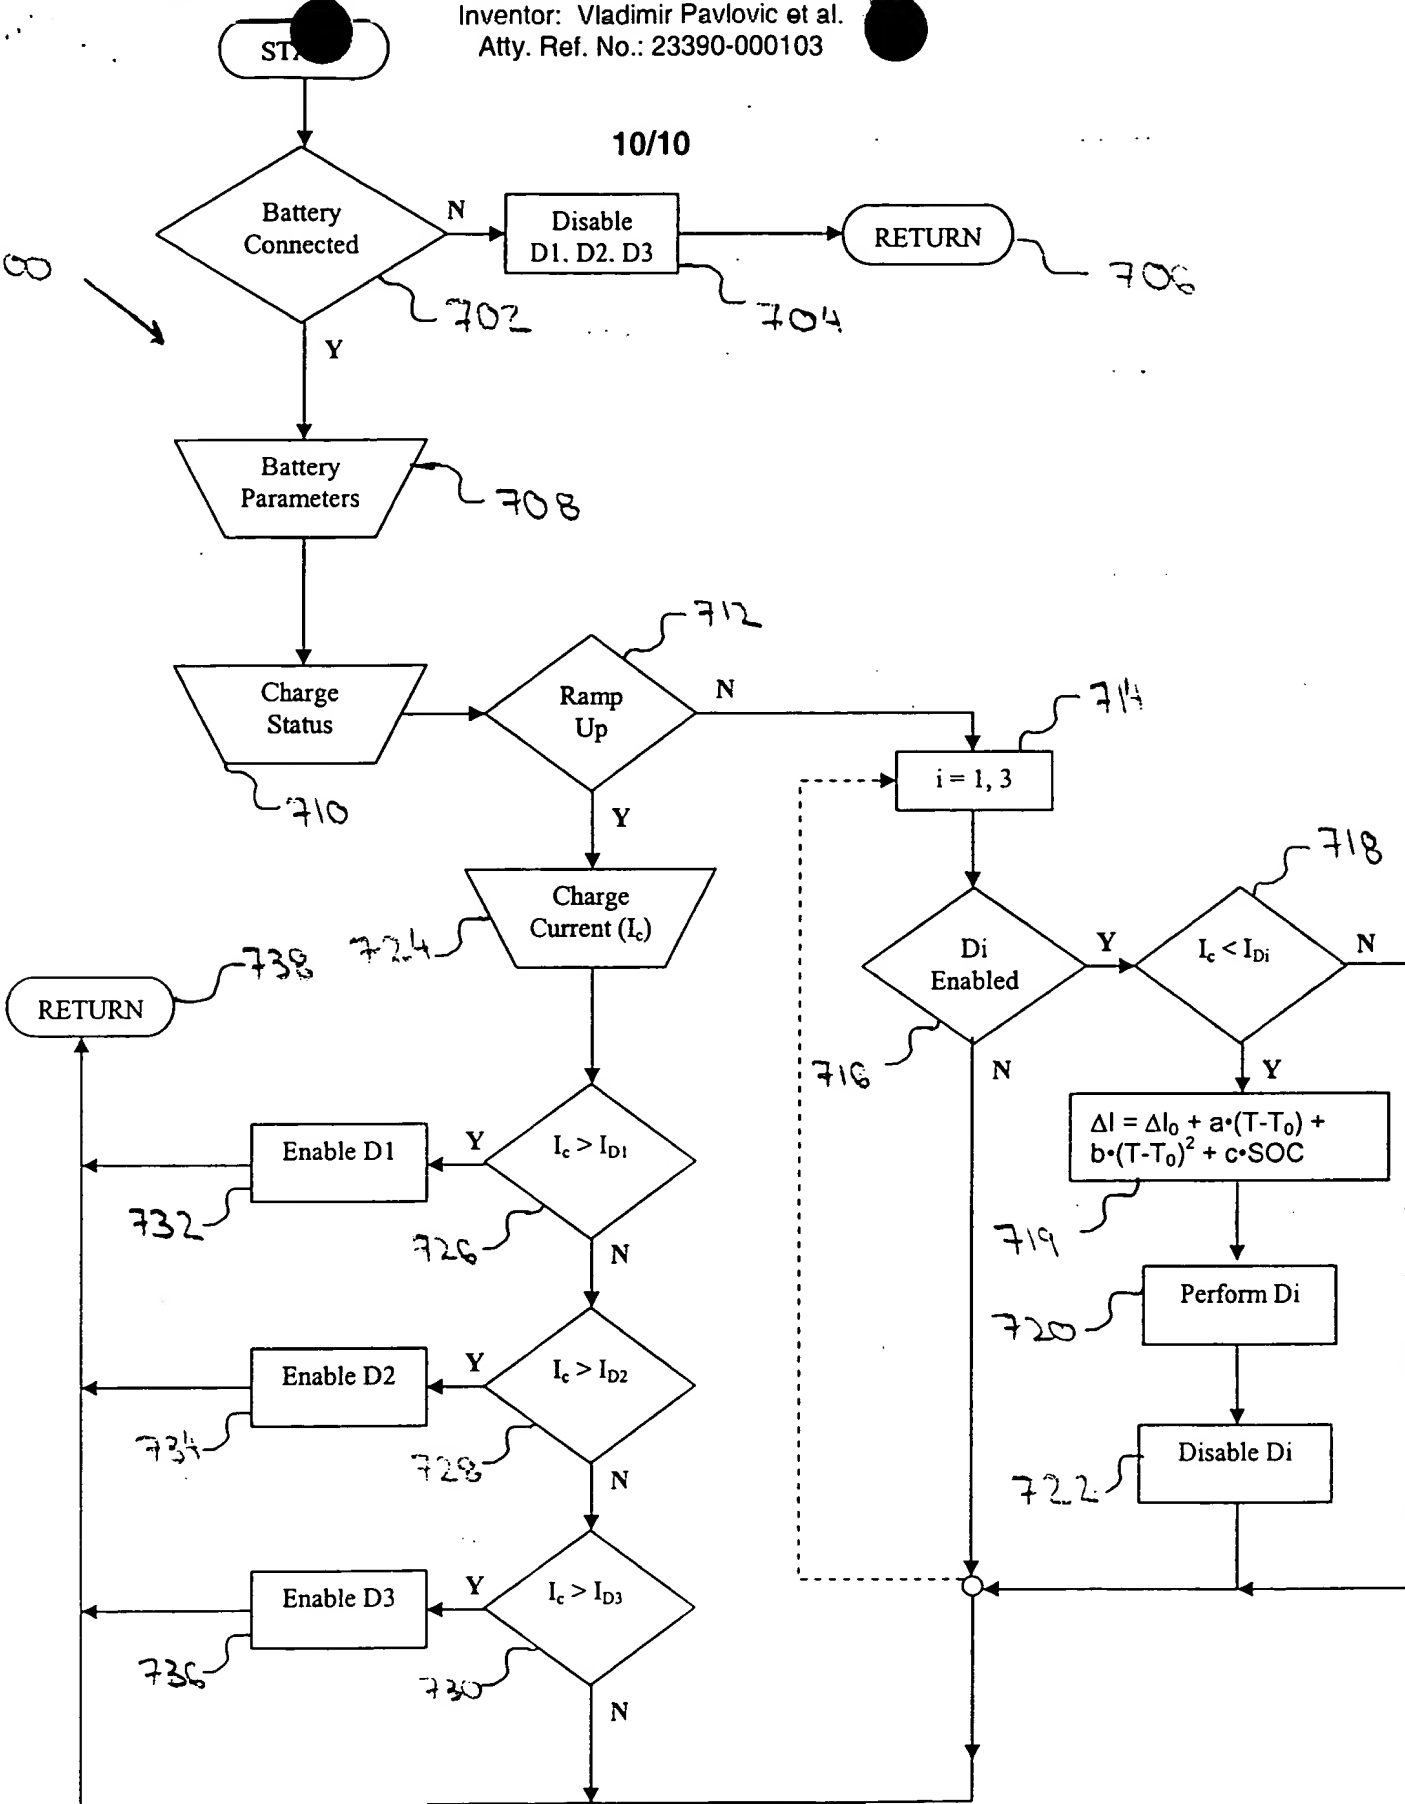 Inventor: Vladimir Pavlovic et al.
Atty. Ref. No.: 23390-000103
10/10
Battery
Connected
N
Disable
D1. D2. D3
RETURN
706
702
704
Y
Battery
Parameters
708
712
Charge
Status
Ramp
Up
N
714
710
i = 1, 3
Y
718
Charge
Current (Ic)
724
738
RETURN
Di
Enabled
Y
Ic < IDi
N
716
N
Y
Enable D1
Y
Ic > ID1
ΔI = ΔI0 + a•(T-T0) +
b•(T-T0)² + c•SOC
732
726
N
719
Perform Di
720
Enable D2
Y
Ic > ID2
734
728
N
Disable Di
722
Enable D3
Y
Ic > ID3
736
730
N